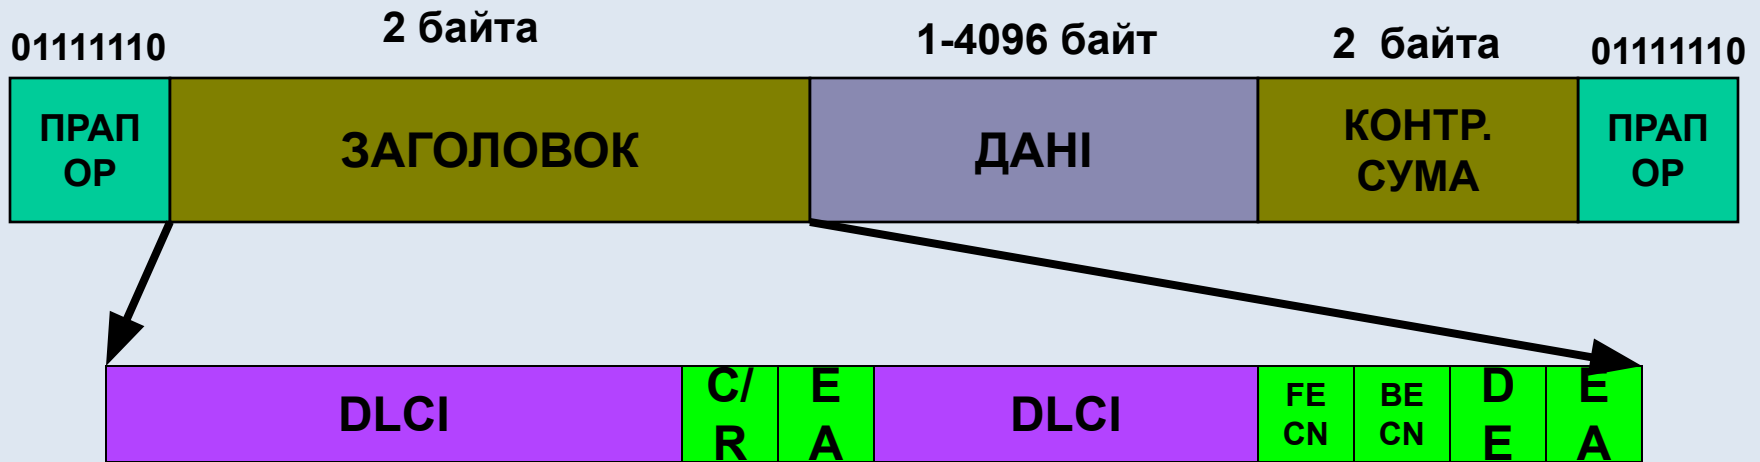 01111110
2 байта
1-4096 байт
2 байта
01111110
ПРАП
ОР
ЗАГОЛОВОК
ДАНІ
КОНТР.
СУМА
ПРАП
ОР
DLCI
C/
R
E
A
DLCI
FE
CN
BE
CN
D
E
E
A